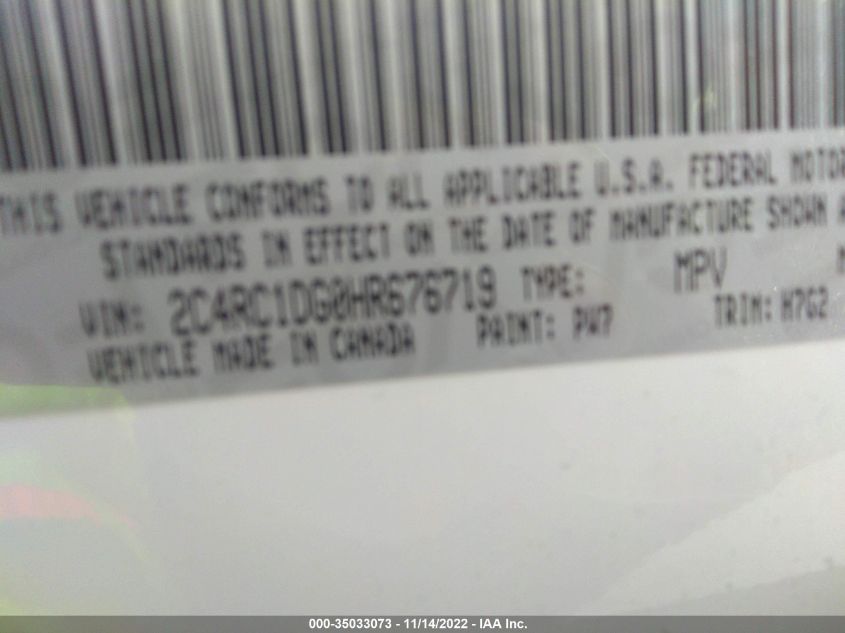 THIS VEHICLE CONFORMS TO ALL APPLICABLE U.S.A. FEDERAL MOTOR
STANDARDS IN EFFECT ON THE DATE OF MANUFACTURE SHOWN A
VIN: 2C4RC1DG0HR676719 TYPE: MPV
VEHICLE MADE IN CANADA PAINT: PW7 TRIM: H7G2
000-35033073 - 11/14/2022 - IAA Inc.